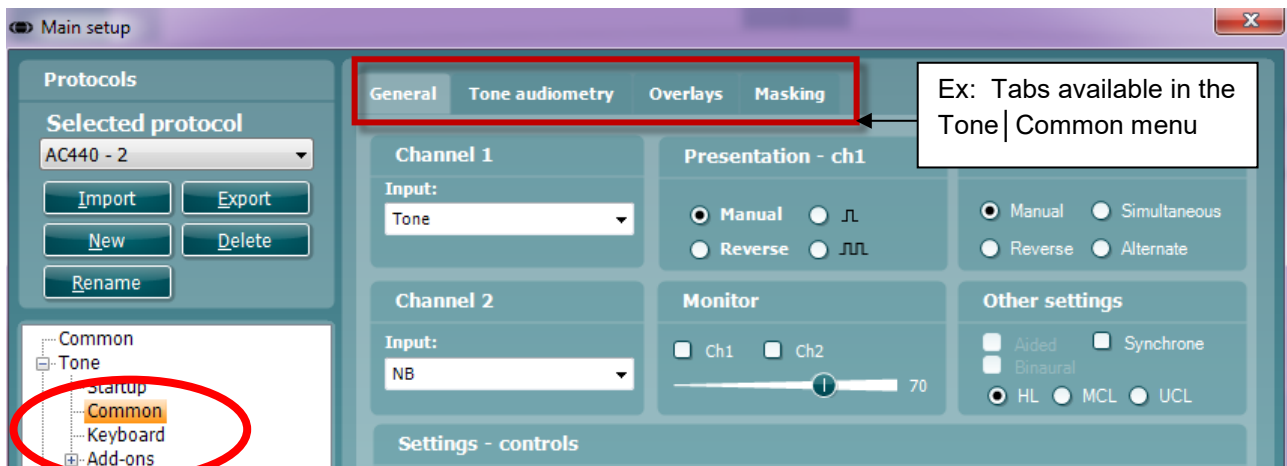 Main setup
x
Protocols
Selected protocol
AC440 - 2
Import Export
New Delete
Rename
Common
Tone
Startup
Common
Keyboard
Add-ons
General Tone audiometry Overlays Masking
Ex: Tabs available in the
Tone|Common menu
Channel 1
Input:
Tone
Presentation - ch1
Manual
Reverse
Manual Simultaneous
Reverse Alternate
Channel 2
Input:
NB
Monitor
Ch1 Ch2
70
Other settings
Aided Synchrone
Binaural
HL MCL UCL
Settings - controls